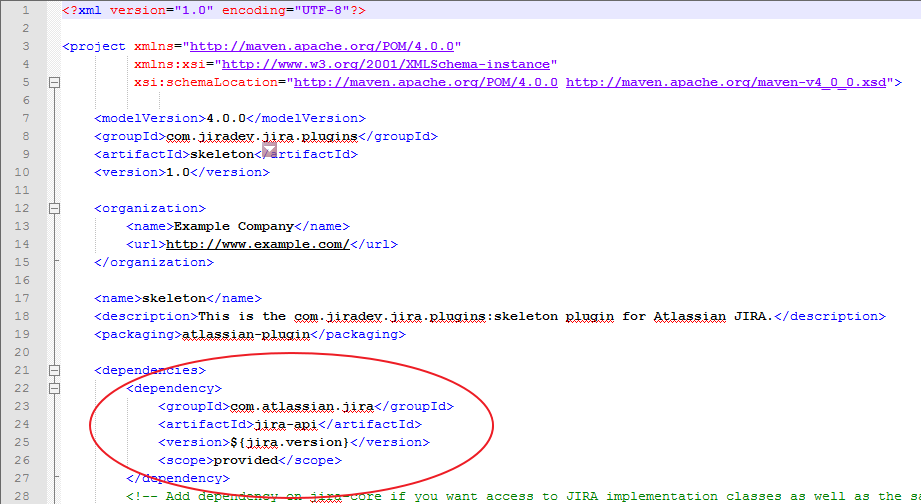 1 <?xml version="1.0" encoding="UTF-8"?>
2
3 <project xmlns="http://maven.apache.org/POM/4.0.0"
4 xmlns:xsi="http://www.w3.org/2001/XMLSchema-instance"
5 xsi:schemaLocation="http://maven.apache.org/POM/4.0.0 http://maven.apache.org/maven-v4_0_0.xsd">
6
7 <modelVersion>4.0.0</modelVersion>
8 <groupId>com.jiradev.jira.plugins</groupId>
9 <artifactId>skeleton</artifactId>
10 <version>1.0</version>
11
12 <organization>
13 <name>Example Company</name>
14 <url>http://www.example.com/</url>
15 </organization>
16
17 <name>skeleton</name>
18 <description>This is the com.jiradev.jira.plugins:skeleton plugin for Atlassian JIRA.</description>
19 <packaging>atlassian-plugin</packaging>
20
21 <dependencies>
22 <dependency>
23 <groupId>com.atlassian.jira</groupId>
24 <artifactId>jira-api</artifactId>
25 <version>${jira.version}</version>
26 <scope>provided</scope>
27 </dependency>
28 <!-- Add dependency on jira-core if you want access to JIRA implementation classes as well as the